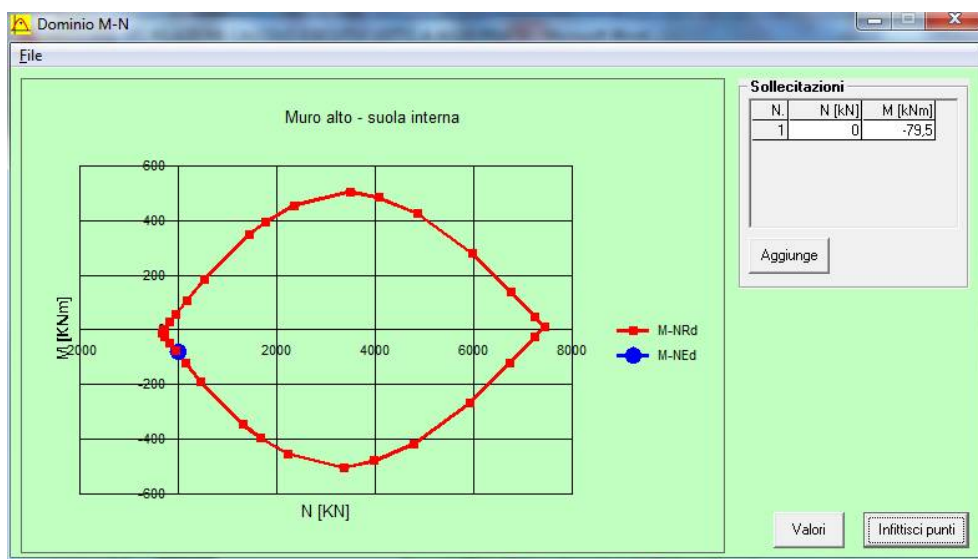 Dominio M-N
File
Muro alto - suola interna
600
400
200
-2000
2000
4000
6000
8000
-200
-400
-600
M [KNm]
N [KN]
M-NRd
M-NEd
Sollecitazioni
N. N [kN] M [kNm]
1 0 -79,5
Aggiunge
Valori
Infittisci punti